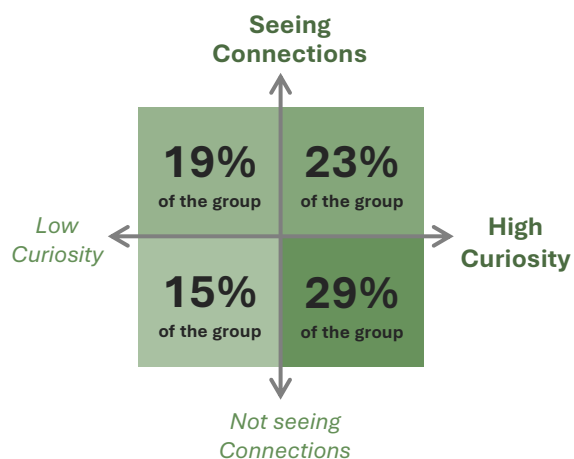 Seeing
Connections
19%
of the group
23%
of the group
Low
Curiosity
High
Curiosity
15%
of the group
29%
of the group
Not seeing
Connections